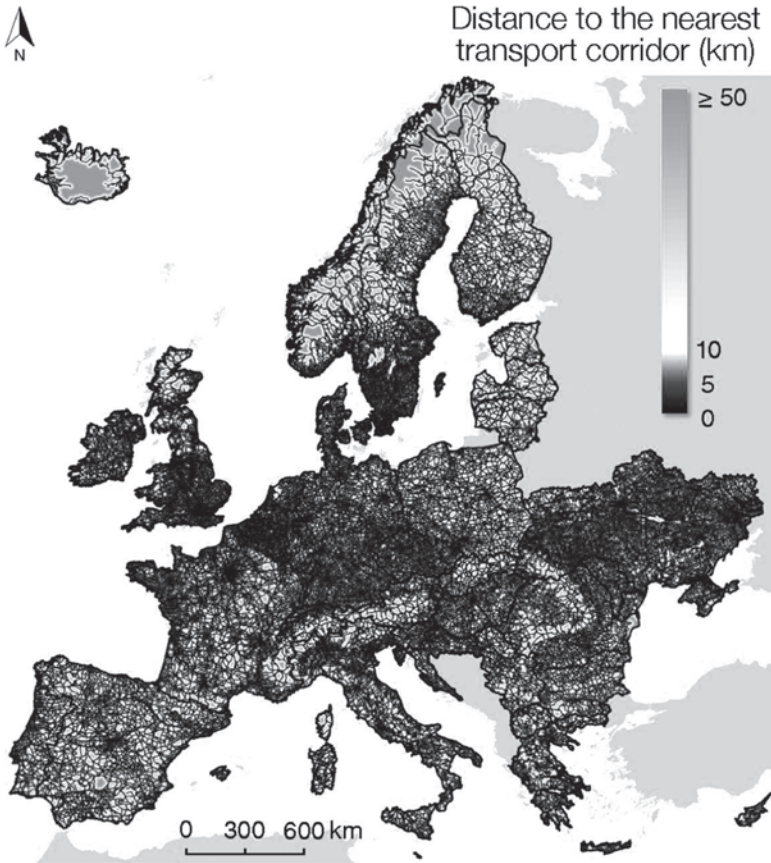 Distance to the nearest
transport corridor (km)
N
≥ 50
10
5
0
0 300 600 km